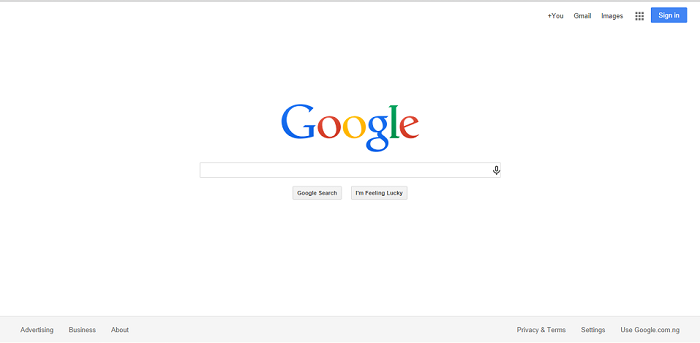 +You Gmail Images Sign in
Google
Google Search I'm Feeling Lucky
Advertising Business About Privacy & Terms Settings Use Google.com.ng